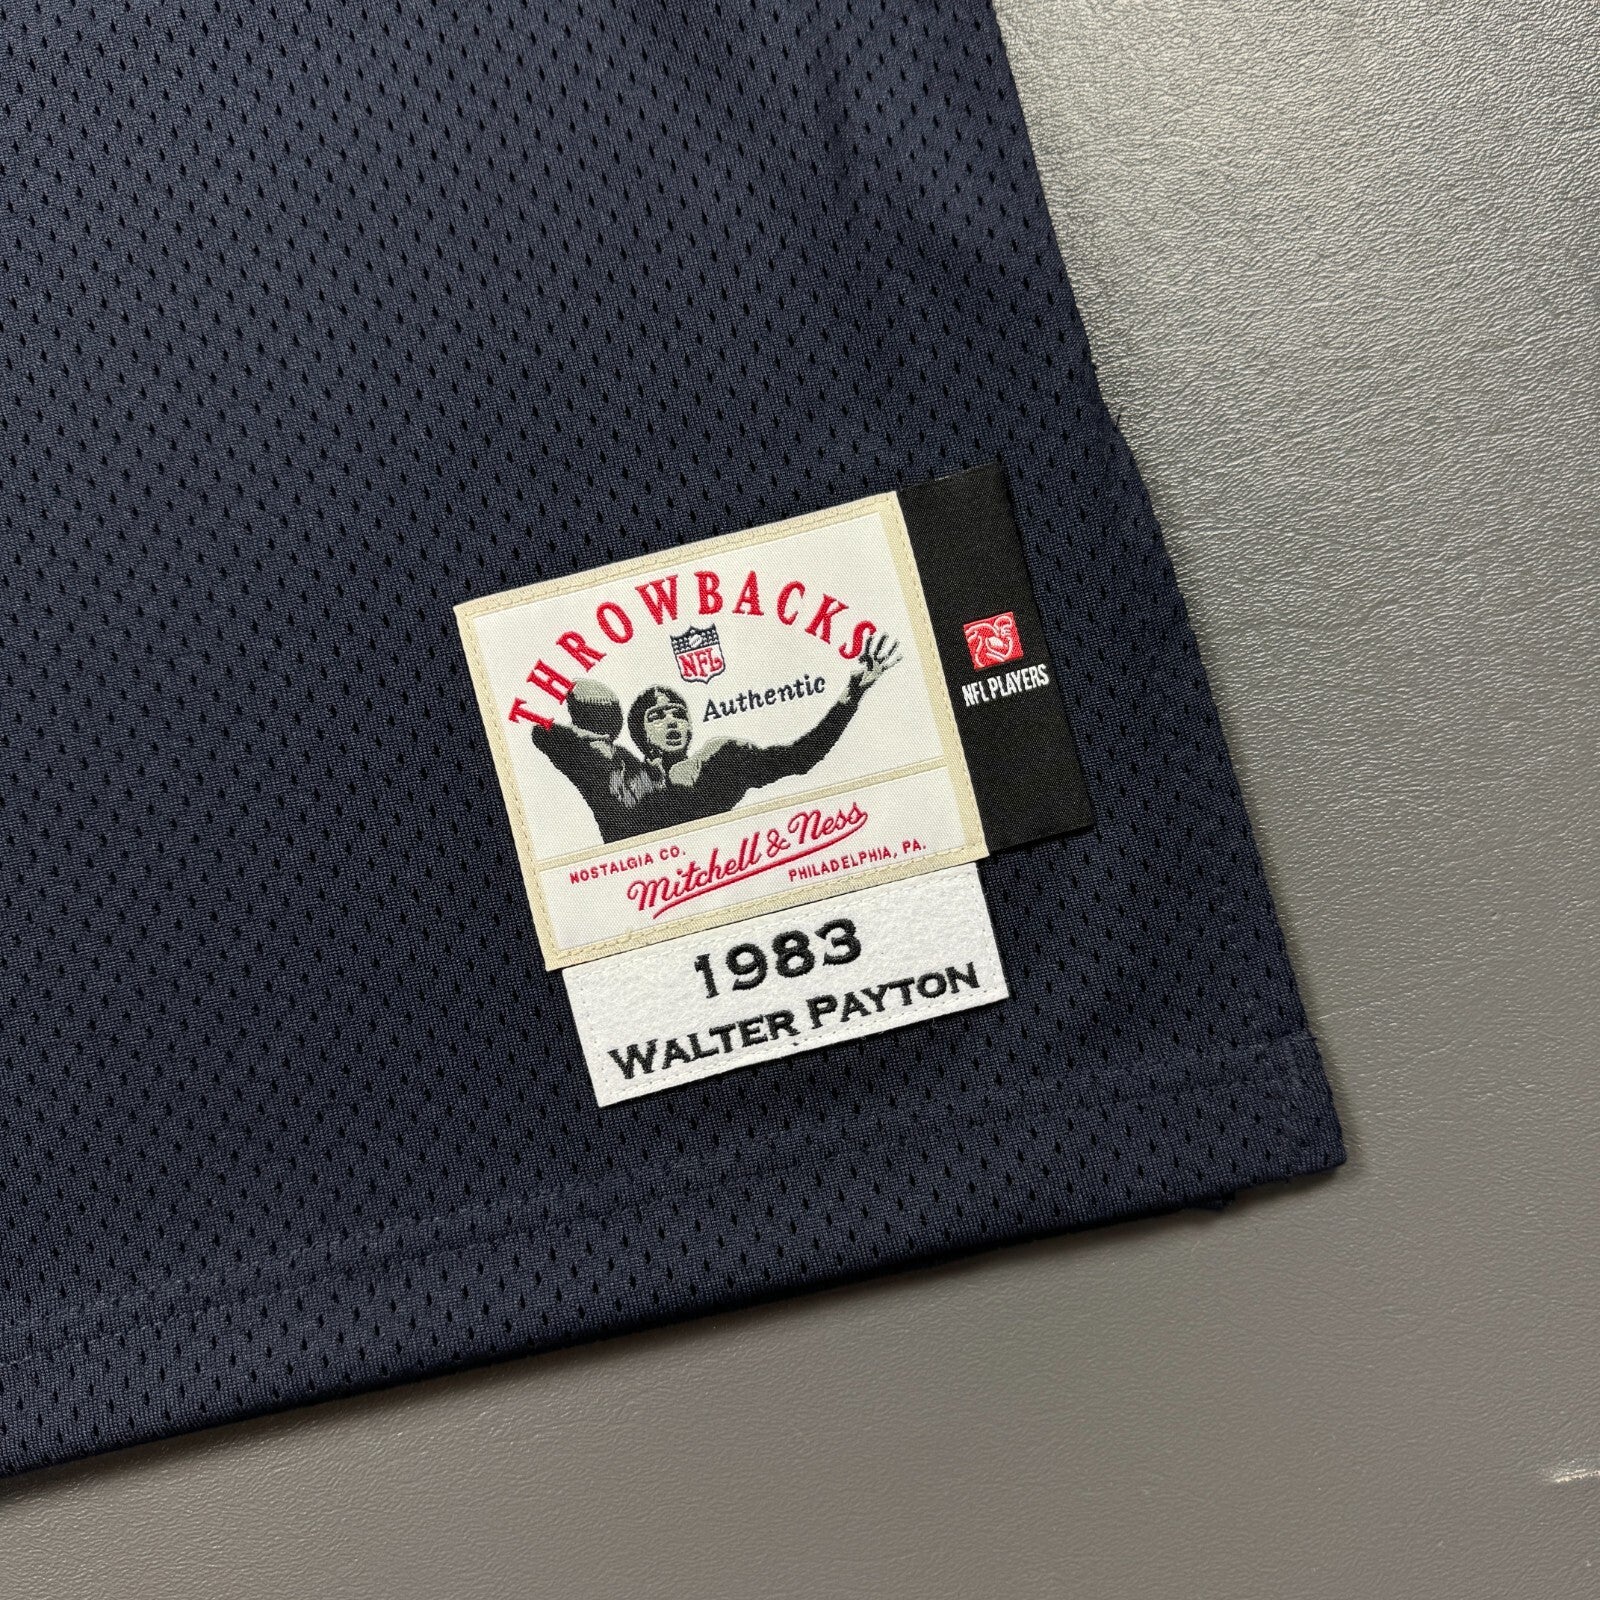 THROWBACKS
NFL
Authentic
NFL PLAYERS
NOSTALGIA CO.
Mitchell & Ness
PHILADELPHIA, PA.
1983
WALTER PAYTON